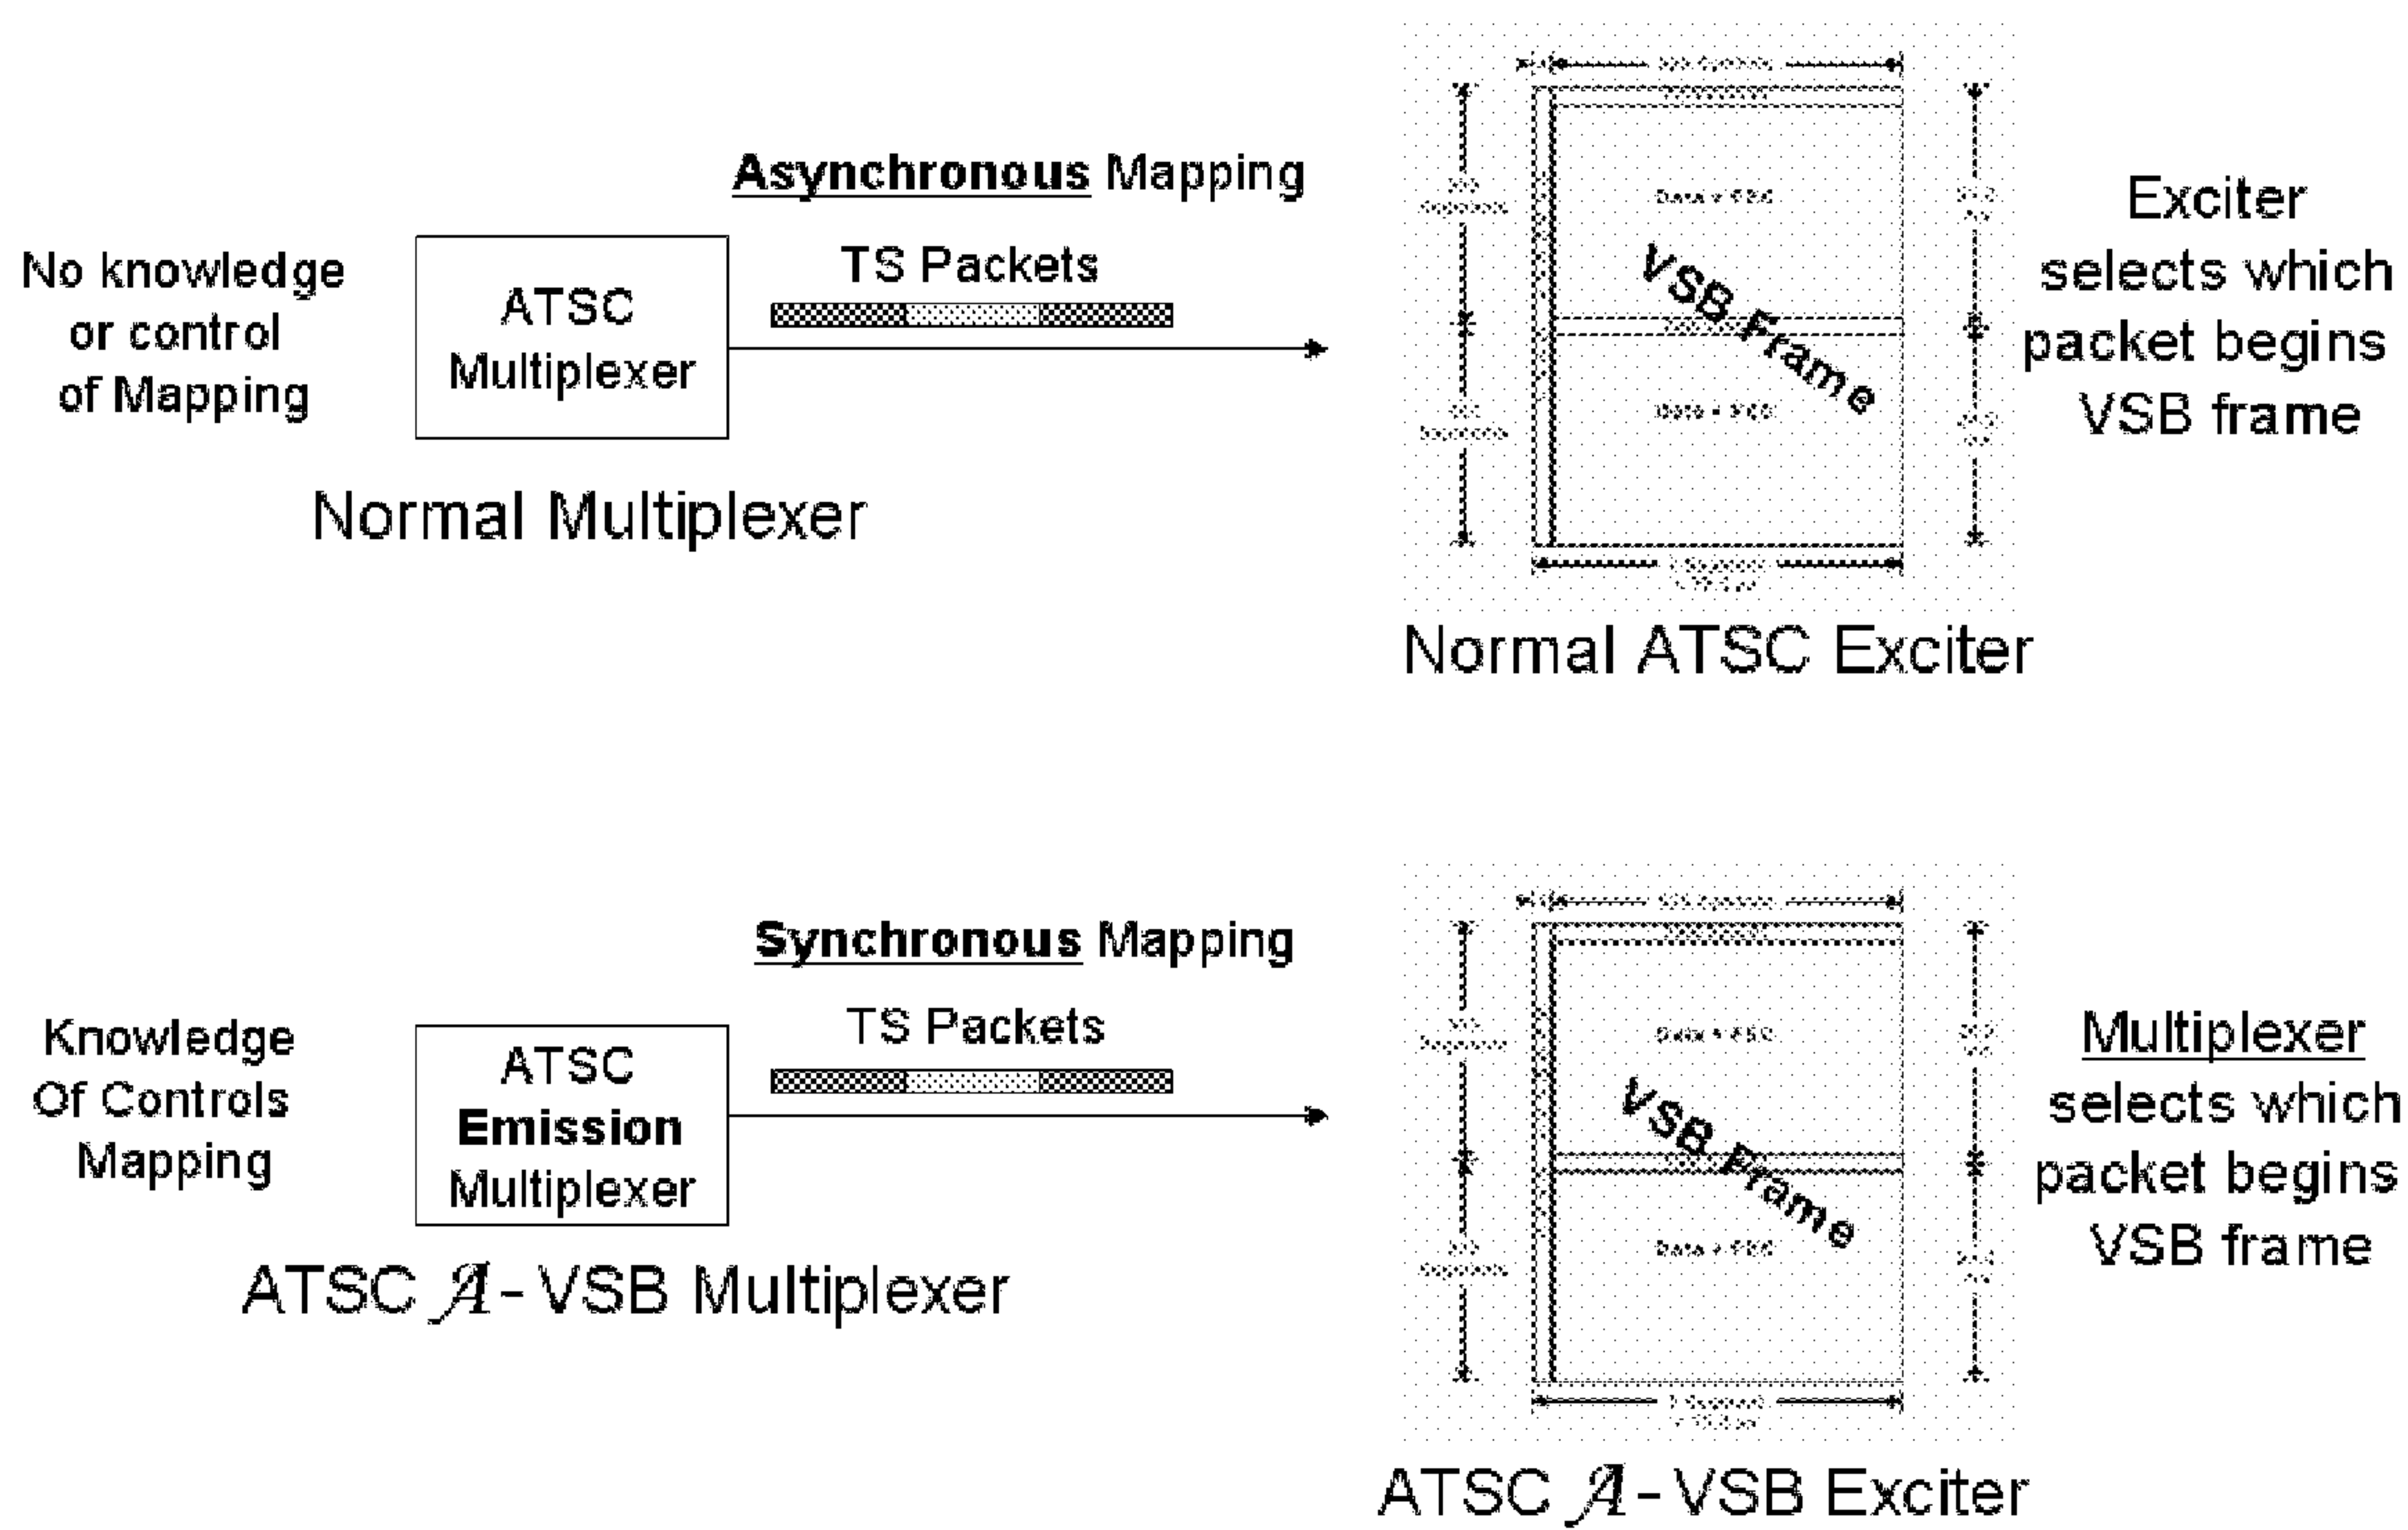 Asynchronous Mapping
No knowledge
or control
of Mapping
ATSC
Multiplexer
TS Packets
Normal Multiplexer
VSB Frame
Exciter
selects which
packet begins
VSB frame
Normal ATSC Exciter
Synchronous Mapping
Knowledge
Of Controls
Mapping
ATSC
Emission
Multiplexer
TS Packets
ATSC A-VSB Multiplexer
VSB Frame
Multiplexer
selects which
packet begins
VSB frame
ATSC A-VSB Exciter